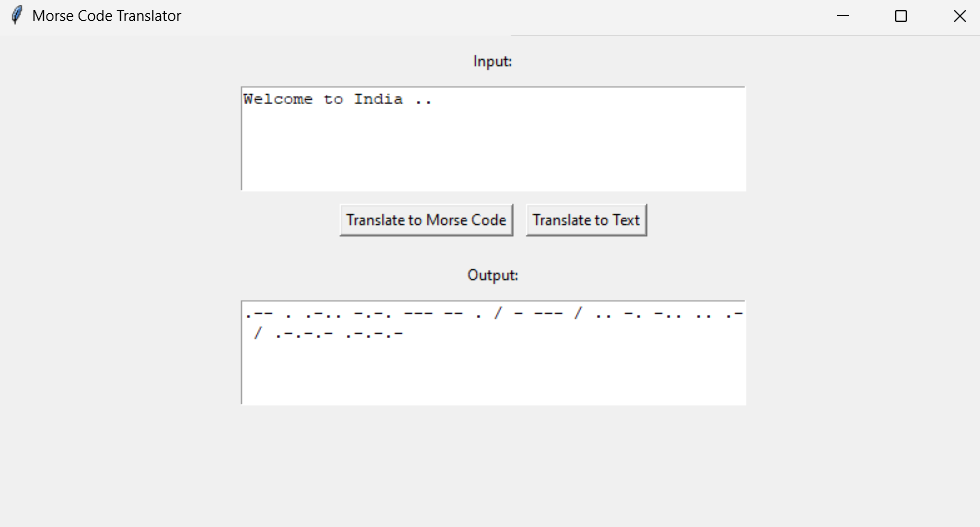 Morse Code Translator
Input:
Welcome to India ..
Translate to Morse Code Translate to Text
Output:
.-- . .-.. -.-. --- -- . / - --- / .. -. -.. .. .-
/ .-.-.- .-.-.-